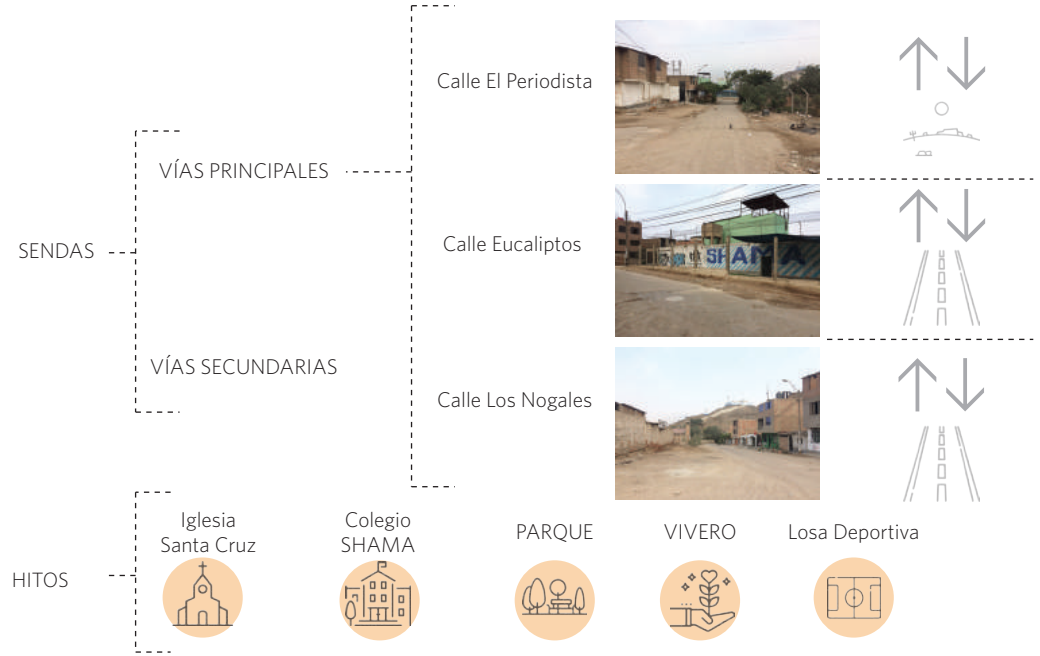 Calle El Periodista
VÍAS PRINCIPALES
SENDAS
Calle Eucaliptos
SHAMA
VÍAS SECUNDARIAS
Calle Los Nogales
HITOS
Iglesia
Santa Cruz
Colegio
SHAMA
PARQUE
VIVERO
Losa Deportiva